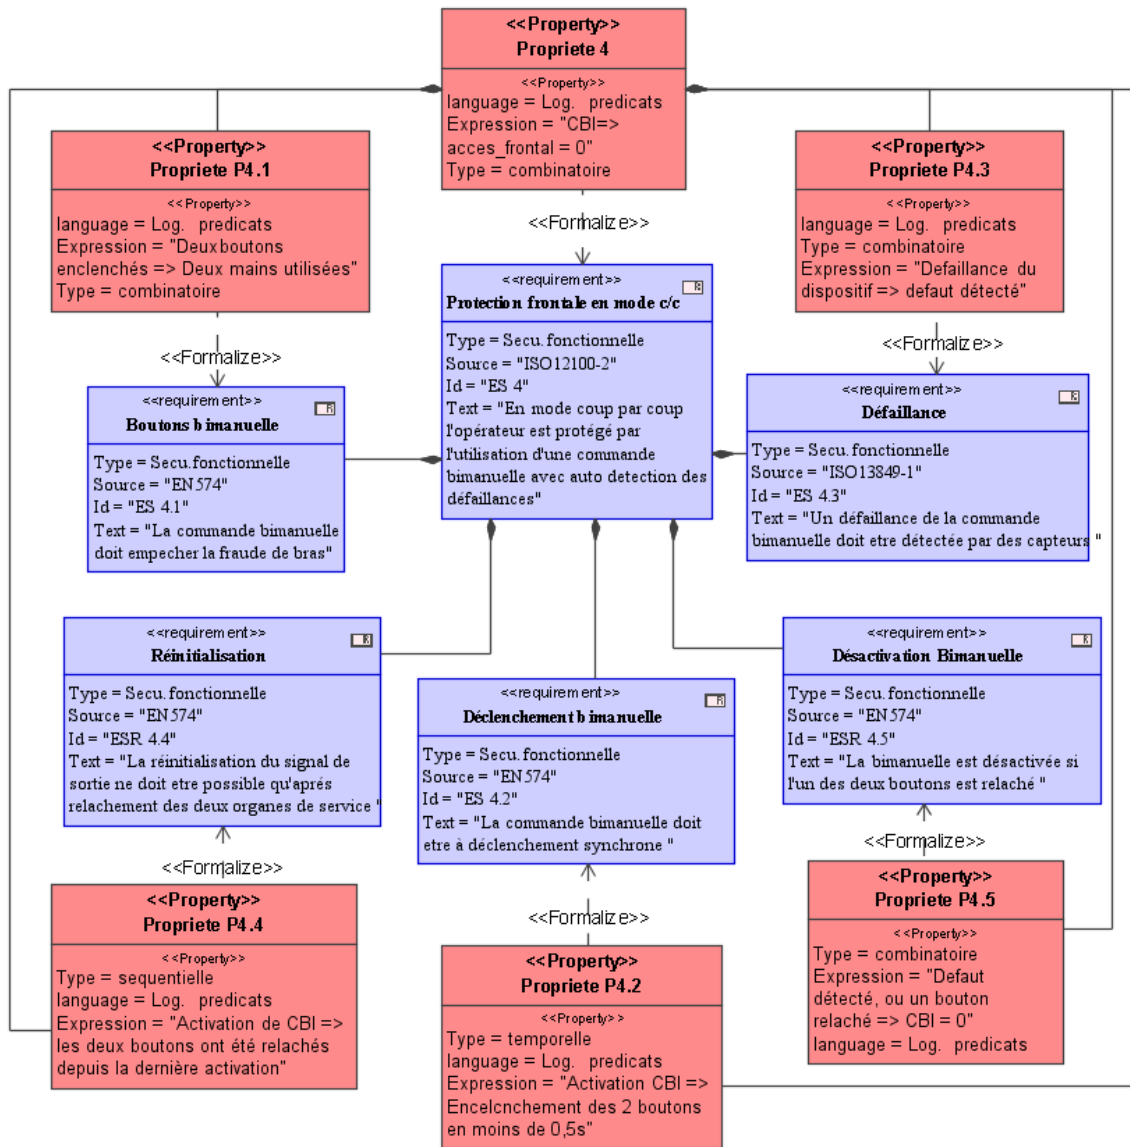 <<Property>>
Propriete 4
<<Property>>
language = Log. predicats
Expression = "CBI=>
acces_frontal = 0"
Type = combinatoire
<<Property>>
Propriete P4.1
<<Property>>
language = Log. predicats
Expression = "Deuxboutons
enclenchés => Deux mains utilisées"
Type = combinatoire
<<Property>>
Propriete P4.3
<<Property>>
language = Log. predicats
Type = combinatoire
Expression = "Defaillance du
dispositif => defaut détecté"
<<Formalize>>
<<Formalize>>
<<Formalize>>
<<requirement>>
Protection frontale en mode c/c
Type = Secu. fonctionnelle
Source = "ISO12100-2"
Id = "ES 4"
Text = "En mode coup par coup
l'opérateur est protégé par
l'utilisation d'une commande
bimanuelle avec auto detection des
défaillances"
<<requirement>>
Boutons bimanuelle
Type = Secu.fonctionnelle
Source = "EN574"
Id = "ES 4.1"
Text = "La commande bimanuelle
doit empecher la fraude de bras"
<<requirement>>
Défaillance
Type = Secu.fonctionnelle
Source = "ISO13849-1"
Id = "ES 4.3"
Text = "Un défaillance de la commande
bimanuelle doit etre détectée par des capteurs "
<<requirement>>
Réinitialisation
Type = Secu. fonctionnelle
Source = "EN574"
Id = "ESR 4.4"
Text = "La réinitialisation du signal de
sortie ne doit etre possible qu'aprés
relachement des deux organes de service "
<<requirement>>
Déclenchement bimanuelle
Type = Secu. fonctionnelle
Source = "EN574"
Id = "ES 4.2"
Text = "La commande bimanuelle doit
etre à déclenchement synchrone "
<<requirement>>
Désactivation Bimanuelle
Type = Secu. fonctionnelle
Source = "EN574"
Id = "ESR 4.5"
Text = "La bimanuelle est désactivée si
l'un des deux boutons est relaché "
<<Formalize>>
<<Formalize>>
<<Formalize>>
<<Property>>
Propriete P4.4
<<Property>>
Type = sequentielle
language = Log. predicats
Expression = "Activation de CBI =>
les deux boutons ont été relachés
depuis la dernière activation"
<<Property>>
Propriete P4.2
<<Property>>
Type = temporelle
language = Log. predicats
Expression = "Activation CBI =>
Encelcnchement des 2 boutons
en moins de 0,5s"
<<Property>>
Propriete P4.5
<<Property>>
Type = combinatoire
Expression = "Defaut
détecté, ou un bouton
relaché => CBI = 0"
language = Log. predicats